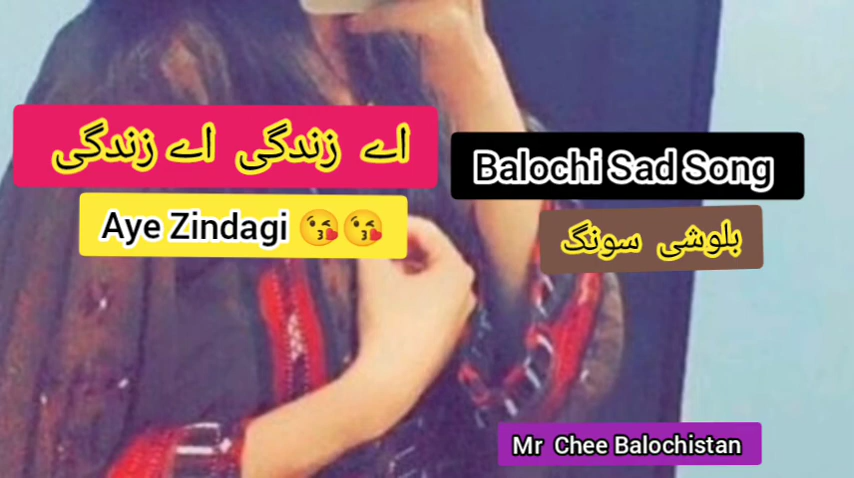 اے زندگی اے زندگی
Aye Zindagi 😘😘
Balochi Sad Song
بلوشی سونگ
Mr Chee Balochistan